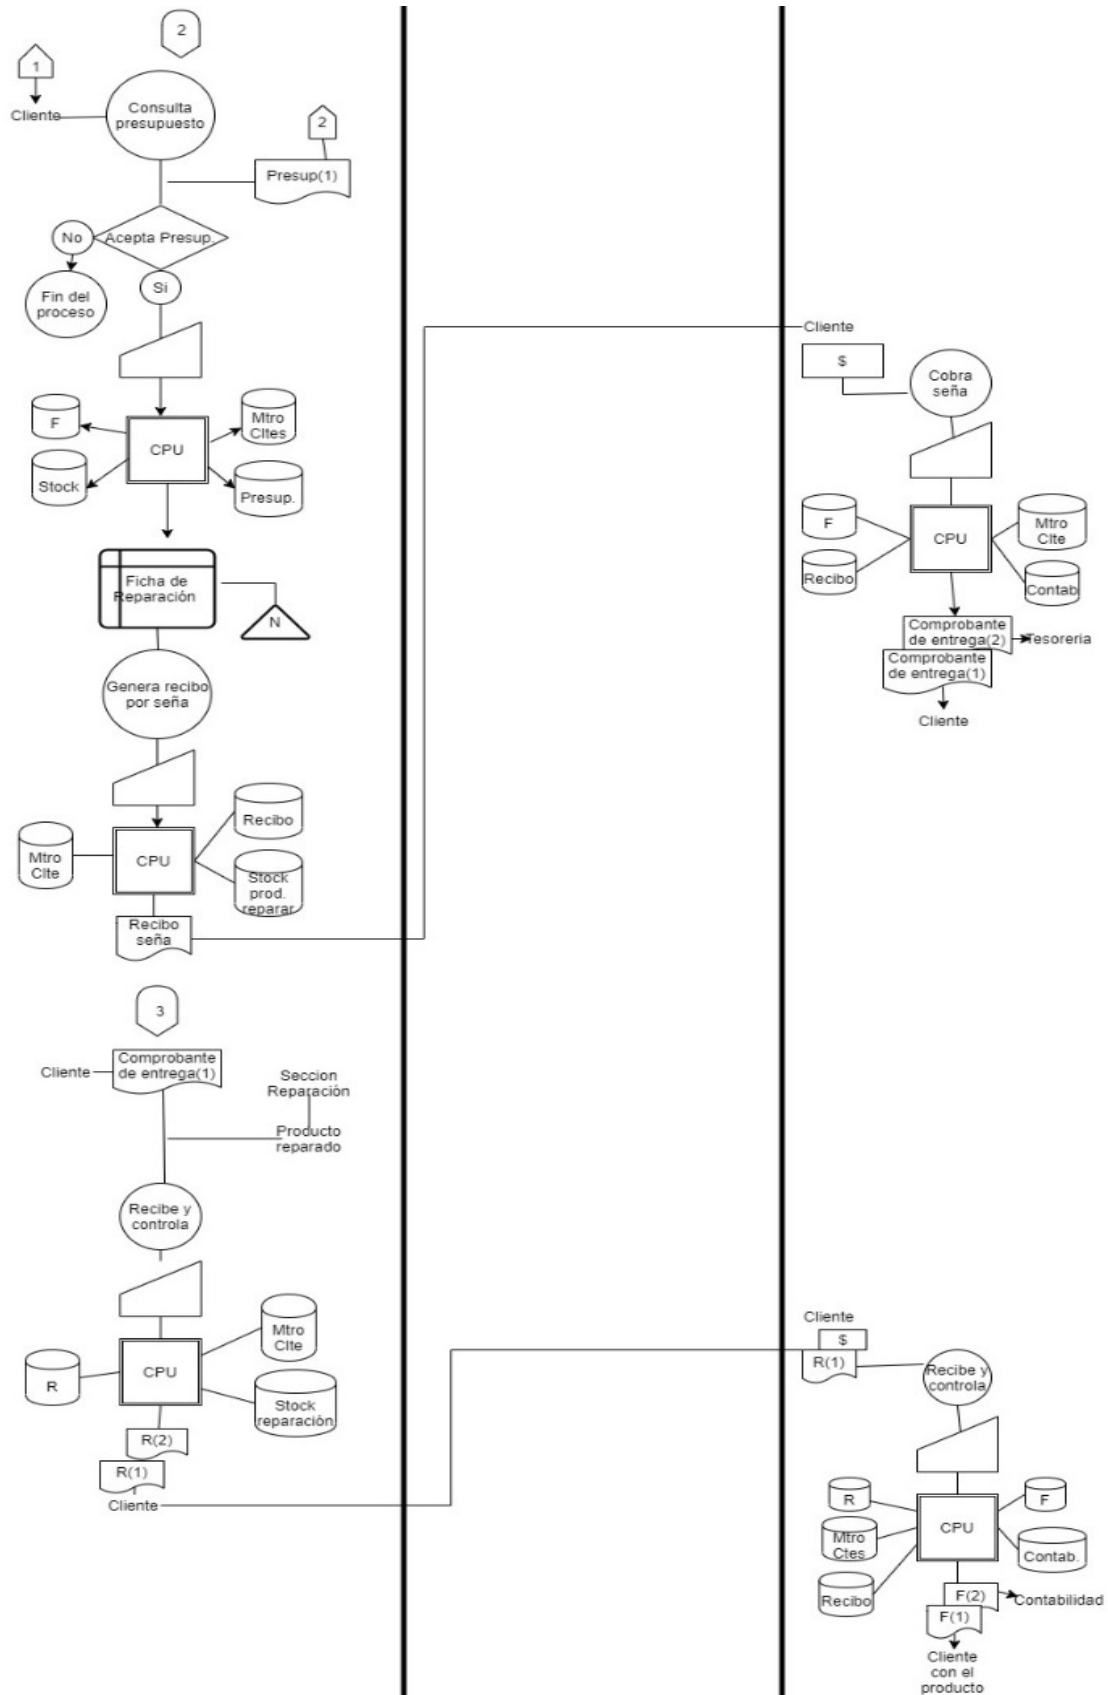 2
1
Cliente
Consulta
presupuesto
2
Presup(1)
No
Acepta Presup.
Fin del
proceso
Si
F
Mtro
Cltes
CPU
Stock
Presup.
Ficha de
Reparación
N
Genera recibo
por seña
Recibo
Mtro
Clte
CPU
Stock
prod.
reparar
Recibo
seña
Cliente
$
Cobra
seña
F
Mtro
Clte
CPU
Recibo
Contab
Comprobante
de entrega(2)
Tesoreria
Comprobante
de entrega(1)
Cliente
3
Cliente
Comprobante
de entrega(1)
Seccion
Reparación
Producto
reparado
Recibe y
controla
Mtro
Clte
R
CPU
Stock
reparación
R(2)
R(1)
Cliente
Cliente
$
R(1)
Recibe y
controla
R
F
Mtro
Ctes
CPU
Contab.
Recibo
F(2)
Contabilidad
F(1)
Cliente
con el
producto